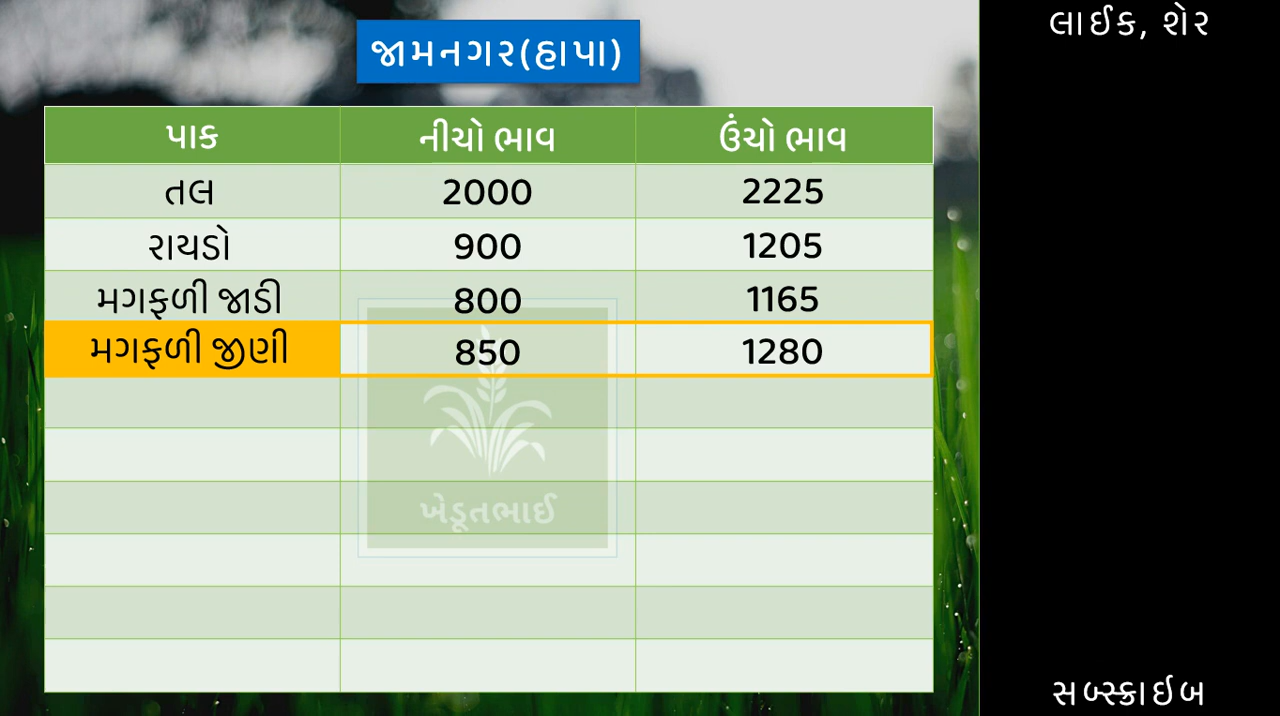 જામનગર(હાપા)
લાઈક, શેર
પાક નીચો ભાવ ઉંચો ભાવ
તલ 2000 2225
રાયડો 900 1205
મગફળી જાડી 800 1165
મગફળી જીણી 850 1280
ખેડૂતભાઈ
સબ્સ્ક્રાઈબ